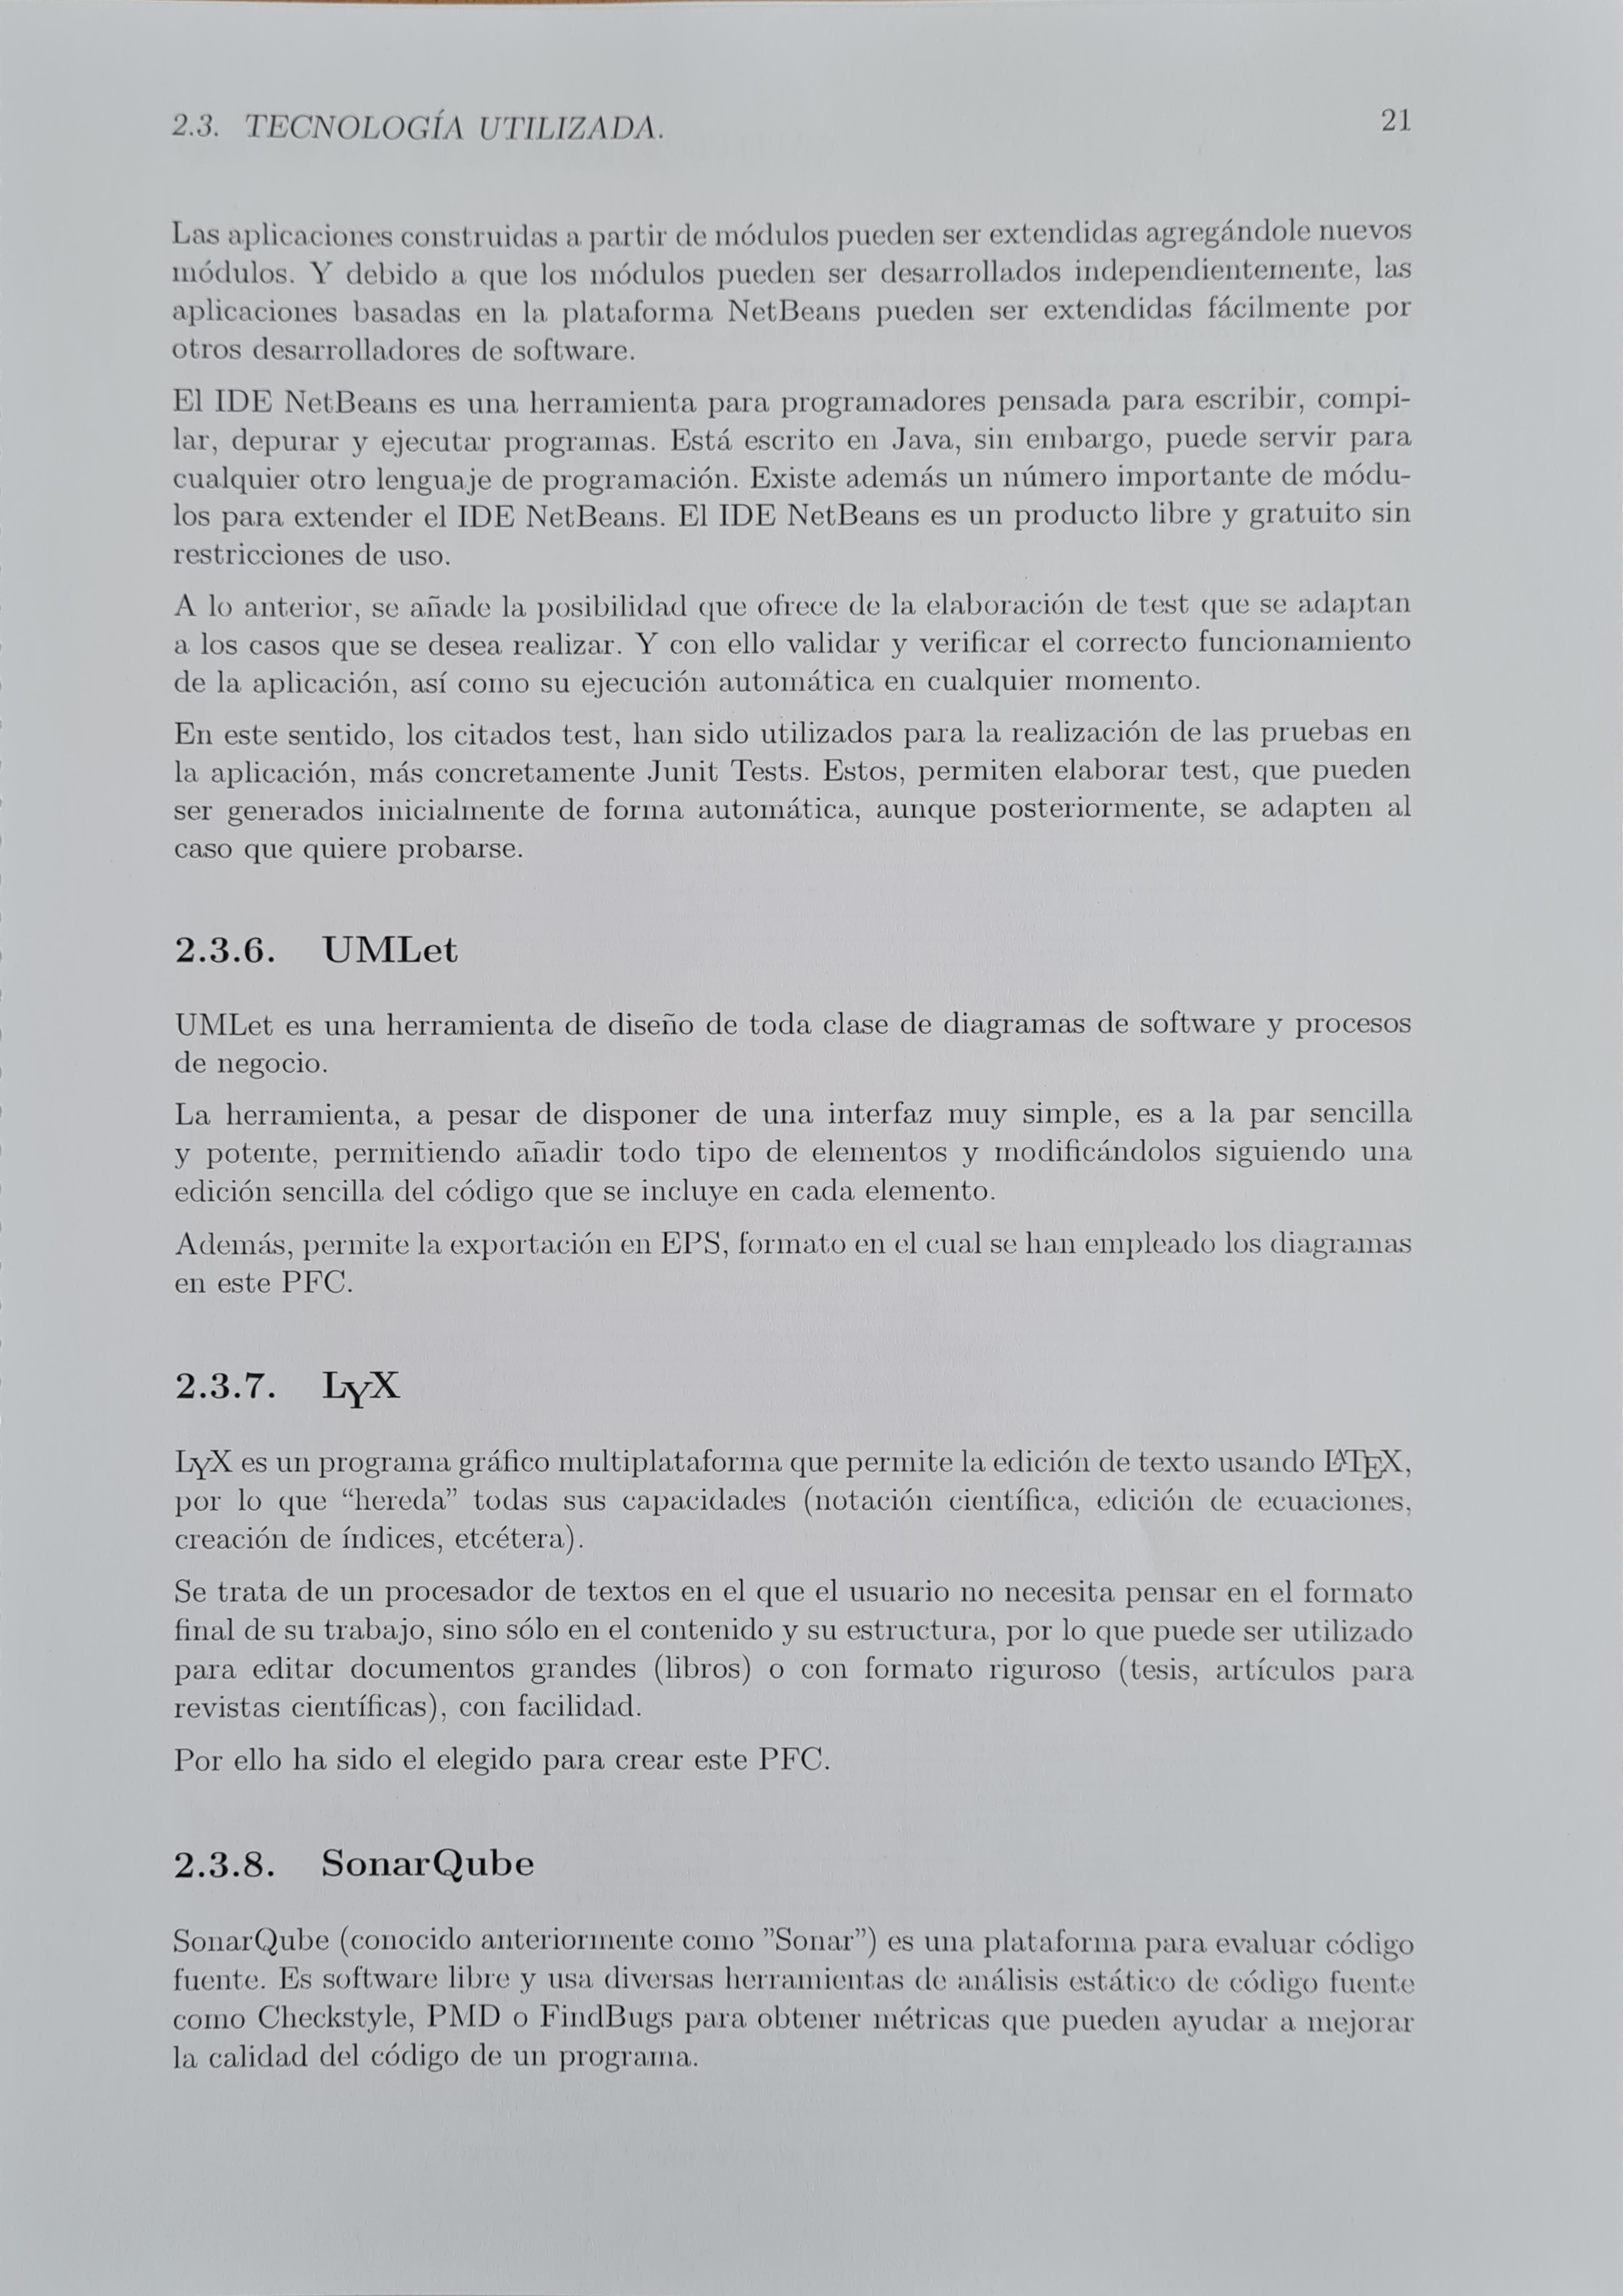 2.3. TECNOLOGÍA UTILIZADA. 21
Las aplicaciones construidas a partir de módulos pueden ser extendidas agregándole nuevos
módulos. Y debido a que los módulos pueden ser desarrollados independientemente, las
aplicaciones basadas en la plataforma NetBeans pueden ser extendidas fácilmente por
otros desarrolladores de software.
El IDE NetBeans es una herramienta para programadores pensada para escribir, compi-
lar, depurar y ejecutar programas. Está escrito en Java, sin embargo, puede servir para
cualquier otro lenguaje de programación. Existe además un número importante de módu-
los para extender el IDE NetBeans. El IDE NetBeans es un producto libre y gratuito sin
restricciones de uso.
A lo anterior, se añade la posibilidad que ofrece de la elaboración de test que se adaptan
a los casos que se desea realizar. Y con ello validar y verificar el correcto funcionamiento
de la aplicación, así como su ejecución automática en cualquier momento.
En este sentido, los citados test, han sido utilizados para la realización de las pruebas en
la aplicación, más concretamente Junit Tests. Estos, permiten elaborar test, que pueden
ser generados inicialmente de forma automática, aunque posteriormente, se adapten al
caso que quiere probarse.
2.3.6. UMLet
UMLet es una herramienta de diseño de toda clase de diagramas de software y procesos
de negocio.
La herramienta, a pesar de disponer de una interfaz muy simple, es a la par sencilla
y potente, permitiendo añadir todo tipo de elementos y modificándolos siguiendo una
edición sencilla del código que se incluye en cada elemento.
Además, permite la exportación en EPS, formato en el cual se han empleado los diagramas
en este PFC.
2.3.7. LyX
LyX es un programa gráfico multiplataforma que permite la edición de texto usando LATEX,
por lo que “hereda” todas sus capacidades (notación científica, edición de ecuaciones,
creación de índices, etcétera).
Se trata de un procesador de textos en el que el usuario no necesita pensar en el formato
final de su trabajo, sino sólo en el contenido y su estructura, por lo que puede ser utilizado
para editar documentos grandes (libros) o con formato riguroso (tesis, artículos para
revistas científicas), con facilidad.
Por ello ha sido el elegido para crear este PFC.
2.3.8. SonarQube
SonarQube (conocido anteriormente como ”Sonar”) es una plataforma para evaluar código
fuente. Es software libre y usa diversas herramientas de análisis estático de código fuente
como Checkstyle, PMD o FindBugs para obtener métricas que pueden ayudar a mejorar
la calidad del código de un programa.